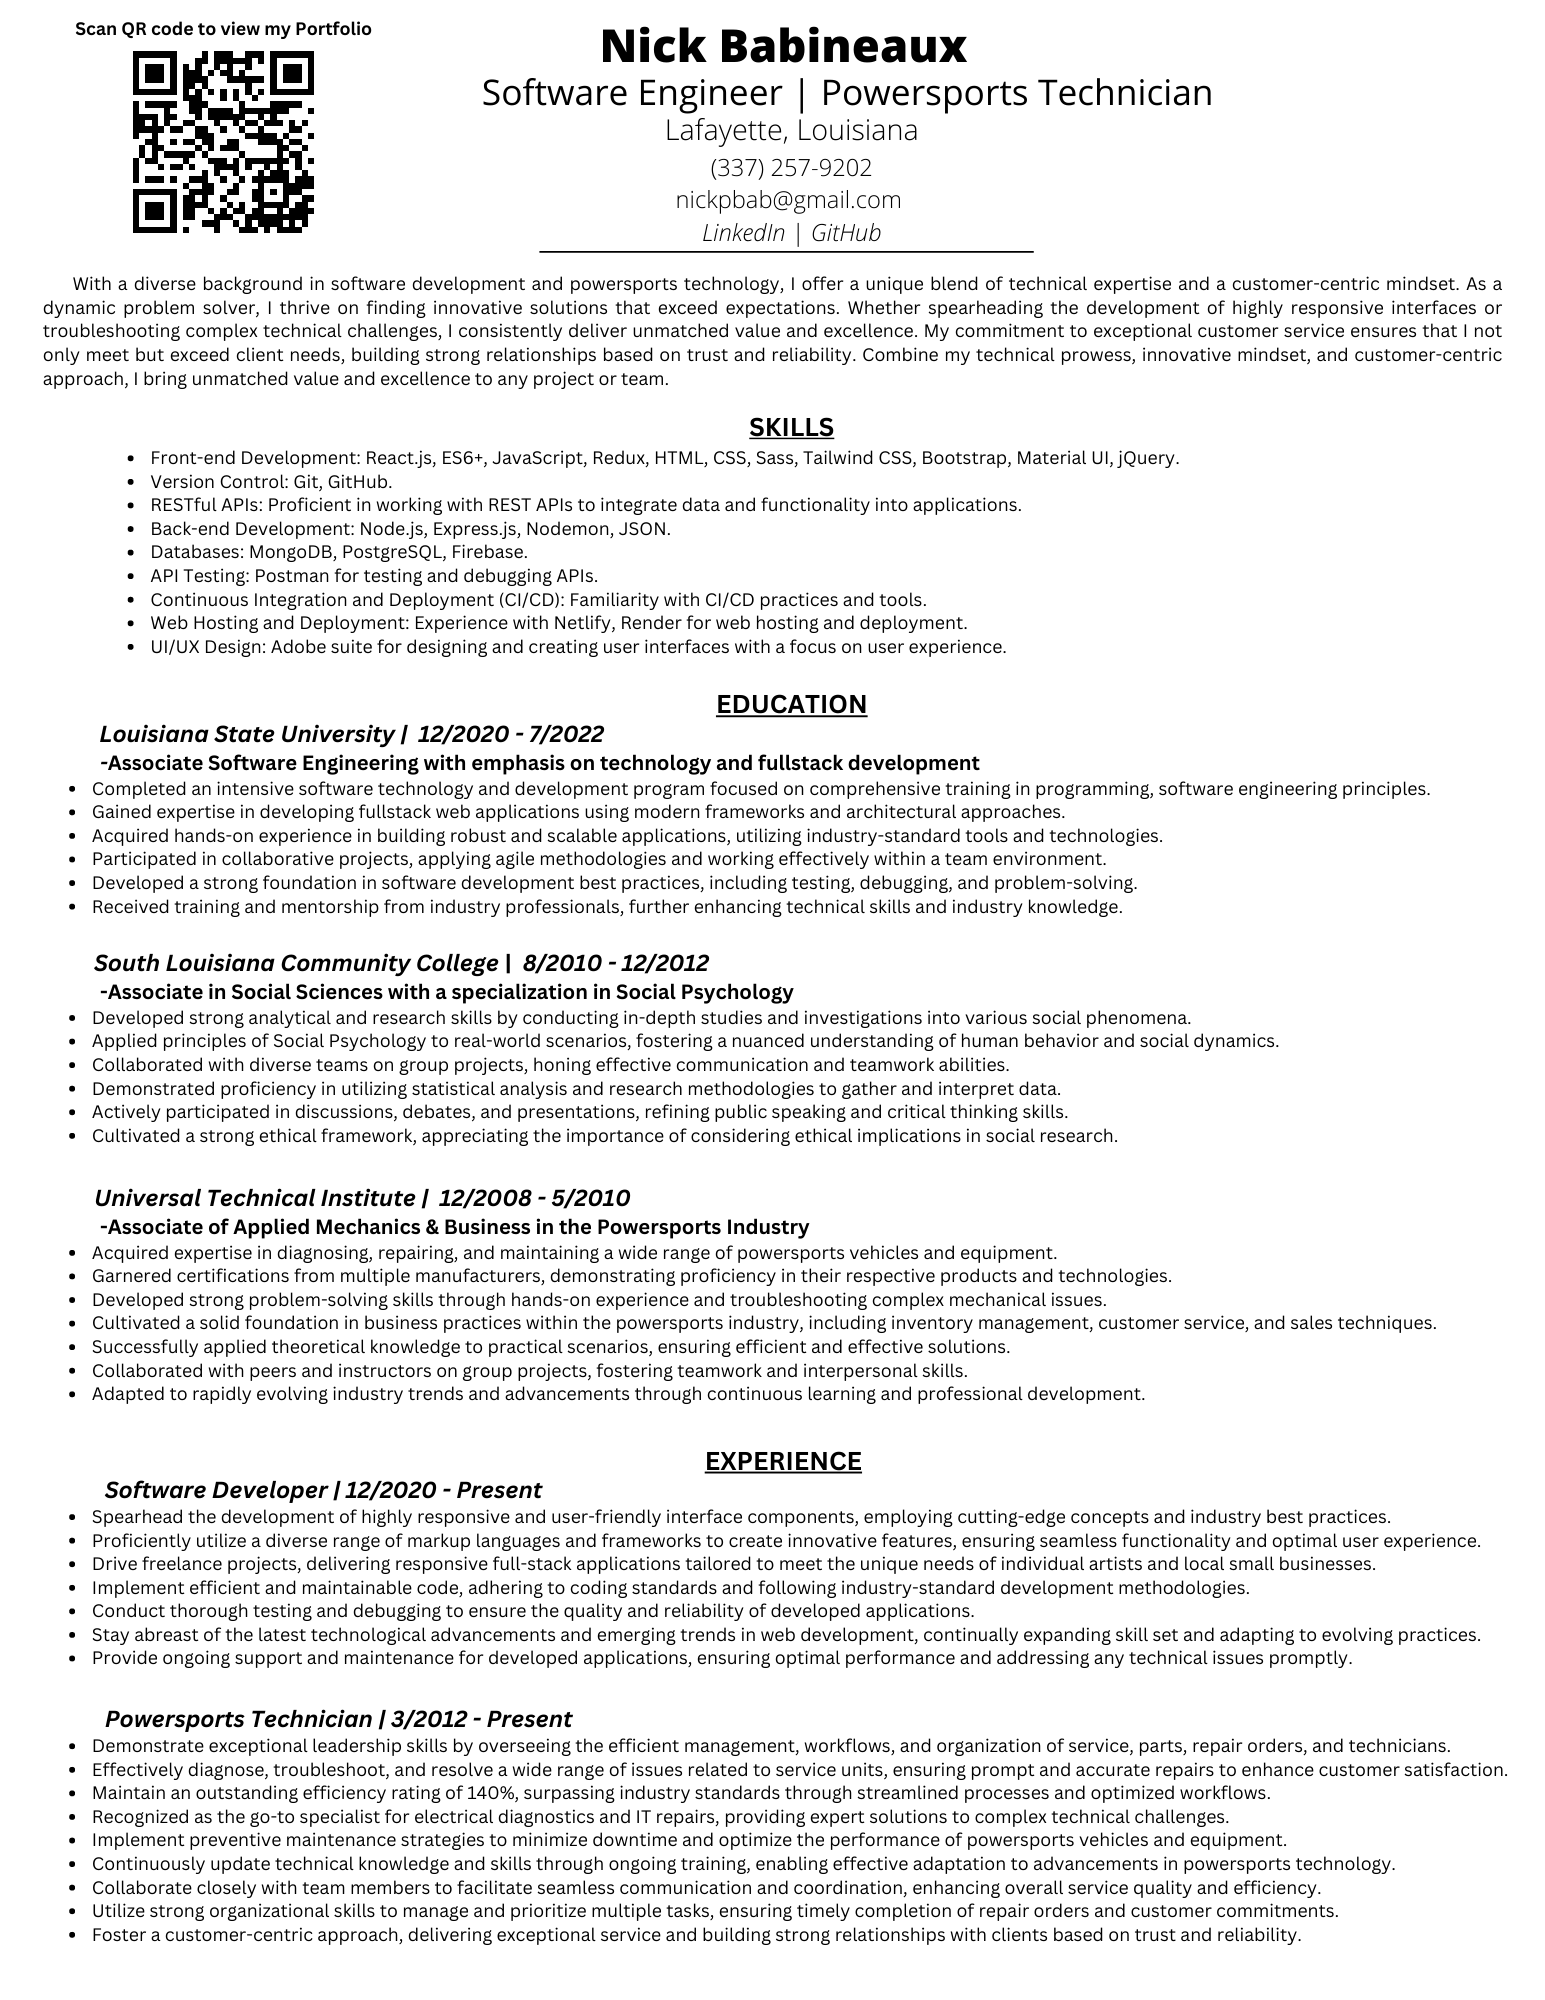 Scan QR code to view my Portfolio
Nick Babineaux
Software Engineer | Powersports Technician
Lafayette, Louisiana
(337) 257-9202
nickpbab@gmail.com
LinkedIn | GitHub
With a diverse background in software development and powersports technology, I offer a unique blend of technical expertise and a customer-centric mindset. As a
dynamic problem solver, I thrive on finding innovative solutions that exceed expectations. Whether spearheading the development of highly responsive interfaces or
troubleshooting complex technical challenges, I consistently deliver unmatched value and excellence. My commitment to exceptional customer service ensures that I not
only meet but exceed client needs, building strong relationships based on trust and reliability. Combine my technical prowess, innovative mindset, and customer-centric
approach, I bring unmatched value and excellence to any project or team.
SKILLS
• Front-end Development: React.js, ES6+, JavaScript, Redux, HTML, CSS, Sass, Tailwind CSS, Bootstrap, Material UI, jQuery.
• Version Control: Git, GitHub.
• RESTful APIs: Proficient in working with REST APIs to integrate data and functionality into applications.
• Back-end Development: Node.js, Express.js, Nodemon, JSON.
• Databases: MongoDB, PostgreSQL, Firebase.
• API Testing: Postman for testing and debugging APIs.
• Continuous Integration and Deployment (CI/CD): Familiarity with CI/CD practices and tools.
• Web Hosting and Deployment: Experience with Netlify, Render for web hosting and deployment.
• UI/UX Design: Adobe suite for designing and creating user interfaces with a focus on user experience.
EDUCATION
Louisiana State University | 12/2020 - 7/2022
-Associate Software Engineering with emphasis on technology and fullstack development
• Completed an intensive software technology and development program focused on comprehensive training in programming, software engineering principles.
• Gained expertise in developing fullstack web applications using modern frameworks and architectural approaches.
• Acquired hands-on experience in building robust and scalable applications, utilizing industry-standard tools and technologies.
• Participated in collaborative projects, applying agile methodologies and working effectively within a team environment.
• Developed a strong foundation in software development best practices, including testing, debugging, and problem-solving.
• Received training and mentorship from industry professionals, further enhancing technical skills and industry knowledge.
South Louisiana Community College | 8/2010 - 12/2012
-Associate in Social Sciences with a specialization in Social Psychology
• Developed strong analytical and research skills by conducting in-depth studies and investigations into various social phenomena.
• Applied principles of Social Psychology to real-world scenarios, fostering a nuanced understanding of human behavior and social dynamics.
• Collaborated with diverse teams on group projects, honing effective communication and teamwork abilities.
• Demonstrated proficiency in utilizing statistical analysis and research methodologies to gather and interpret data.
• Actively participated in discussions, debates, and presentations, refining public speaking and critical thinking skills.
• Cultivated a strong ethical framework, appreciating the importance of considering ethical implications in social research.
Universal Technical Institute | 12/2008 - 5/2010
-Associate of Applied Mechanics & Business in the Powersports Industry
• Acquired expertise in diagnosing, repairing, and maintaining a wide range of powersports vehicles and equipment.
• Garnered certifications from multiple manufacturers, demonstrating proficiency in their respective products and technologies.
• Developed strong problem-solving skills through hands-on experience and troubleshooting complex mechanical issues.
• Cultivated a solid foundation in business practices within the powersports industry, including inventory management, customer service, and sales techniques.
• Successfully applied theoretical knowledge to practical scenarios, ensuring efficient and effective solutions.
• Collaborated with peers and instructors on group projects, fostering teamwork and interpersonal skills.
• Adapted to rapidly evolving industry trends and advancements through continuous learning and professional development.
EXPERIENCE
Software Developer | 12/2020 - Present
• Spearhead the development of highly responsive and user-friendly interface components, employing cutting-edge concepts and industry best practices.
• Proficiently utilize a diverse range of markup languages and frameworks to create innovative features, ensuring seamless functionality and optimal user experience.
• Drive freelance projects, delivering responsive full-stack applications tailored to meet the unique needs of individual artists and local small businesses.
• Implement efficient and maintainable code, adhering to coding standards and following industry-standard development methodologies.
• Conduct thorough testing and debugging to ensure the quality and reliability of developed applications.
• Stay abreast of the latest technological advancements and emerging trends in web development, continually expanding skill set and adapting to evolving practices.
• Provide ongoing support and maintenance for developed applications, ensuring optimal performance and addressing any technical issues promptly.
Powersports Technician | 3/2012 - Present
• Demonstrate exceptional leadership skills by overseeing the efficient management, workflows, and organization of service, parts, repair orders, and technicians.
• Effectively diagnose, troubleshoot, and resolve a wide range of issues related to service units, ensuring prompt and accurate repairs to enhance customer satisfaction.
• Maintain an outstanding efficiency rating of 140%, surpassing industry standards through streamlined processes and optimized workflows.
• Recognized as the go-to specialist for electrical diagnostics and IT repairs, providing expert solutions to complex technical challenges.
• Implement preventive maintenance strategies to minimize downtime and optimize the performance of powersports vehicles and equipment.
• Continuously update technical knowledge and skills through ongoing training, enabling effective adaptation to advancements in powersports technology.
• Collaborate closely with team members to facilitate seamless communication and coordination, enhancing overall service quality and efficiency.
• Utilize strong organizational skills to manage and prioritize multiple tasks, ensuring timely completion of repair orders and customer commitments.
• Foster a customer-centric approach, delivering exceptional service and building strong relationships with clients based on trust and reliability.